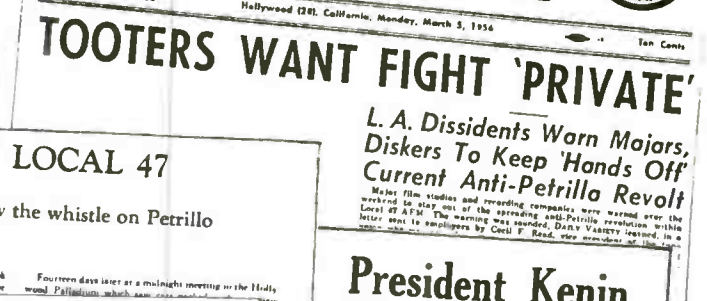 Hollywood (28), California, Monday, March 5, 1956
Ten Cents
TOOTERS WANT FIGHT 'PRIVATE'
L. A. Dissidents Warn Majors,
Diskers To Keep 'Hands Off'
Current Anti-Petrillo Revolt
Major film studios and recording companies were warned over the
weekend to stay out of the spreading anti-Petrillo revolution within
Local 47 AFM. The warning was sounded, DAILY VARIETY learned, in a
letter sent to employers by Cecil F. Read, vice president of the
LOCAL 47
the whistle on Petrillo
Fourteen days later at a midnight meeting in the Holly-
wood Palladium which saw
President Kenin